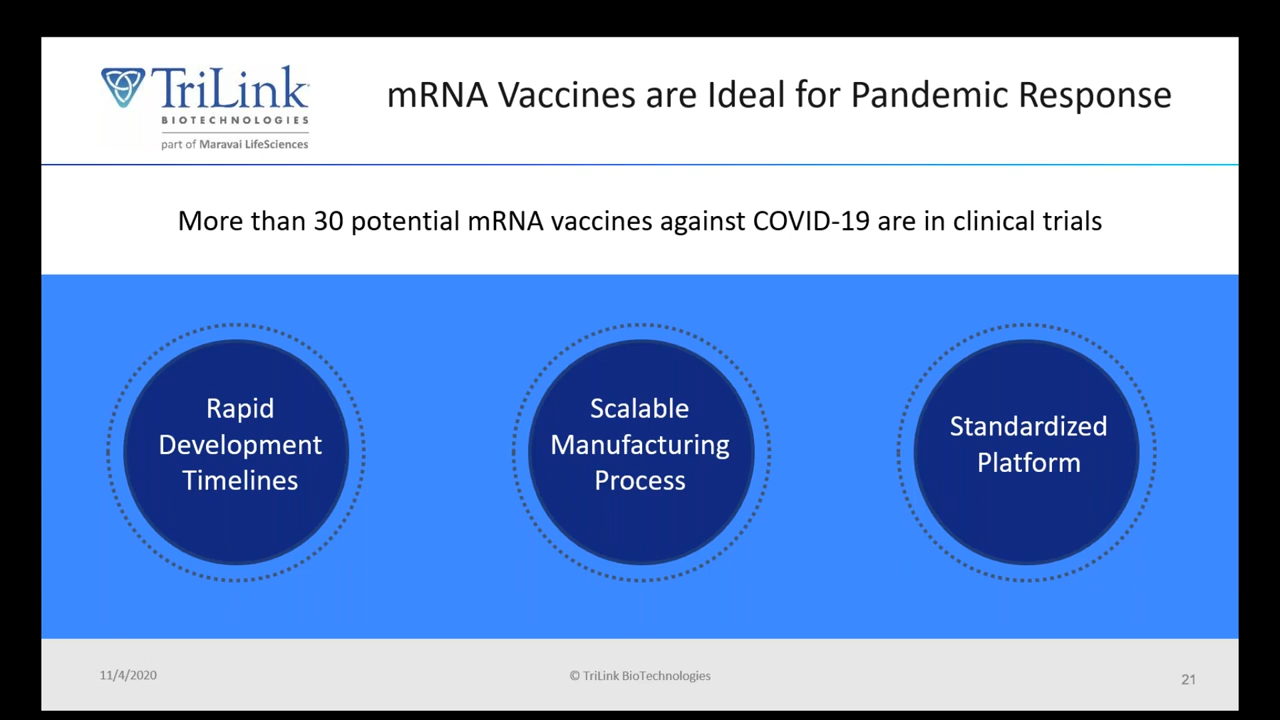 TriLink
BIOTECHNOLOGIES
part of Maravai LifeSciences
mRNA Vaccines are Ideal for Pandemic Response
More than 30 potential mRNA vaccines against COVID-19 are in clinical trials
Rapid
Development
Timelines
Scalable
Manufacturing
Process
Standardized
Platform
11/4/2020
© TriLink BioTechnologies
21